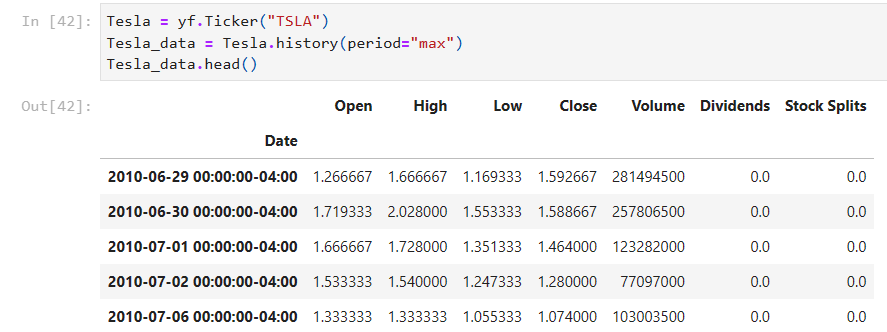 In [42]: Tesla = yf.Ticker("TSLA")
Tesla_data = Tesla.history(period="max")
Tesla_data.head()
Out[42]: Open High Low Close Volume Dividends Stock Splits
Date
2010-06-29 00:00:00-04:00 1.266667 1.666667 1.169333 1.592667 281494500 0.0 0.0
2010-06-30 00:00:00-04:00 1.719333 2.028000 1.553333 1.588667 257806500 0.0 0.0
2010-07-01 00:00:00-04:00 1.666667 1.728000 1.351333 1.464000 123282000 0.0 0.0
2010-07-02 00:00:00-04:00 1.533333 1.540000 1.247333 1.280000 77097000 0.0 0.0
2010-07-06 00:00:00-04:00 1.333333 1.333333 1.055333 1.074000 103003500 0.0 0.0